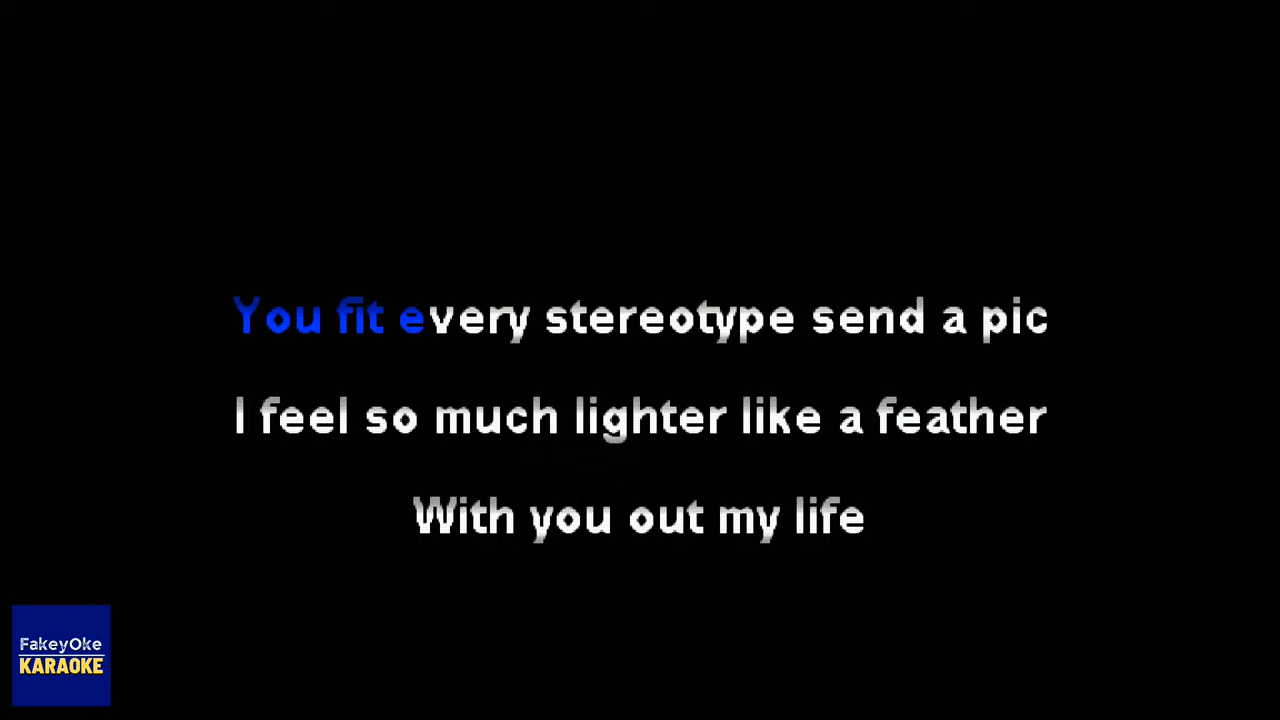 You fit every stereotype send a pic
I feel so much lighter like a feather
With you out my life
FakeyOke
KARAOKE